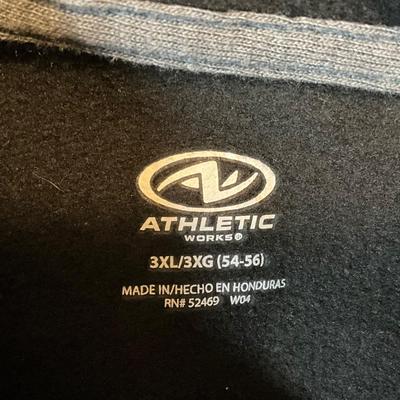 ATHLETIC
WORKS®
3XL/3XG (54-56)
MADE IN/HECHO EN HONDURAS
RN# 52469 W04